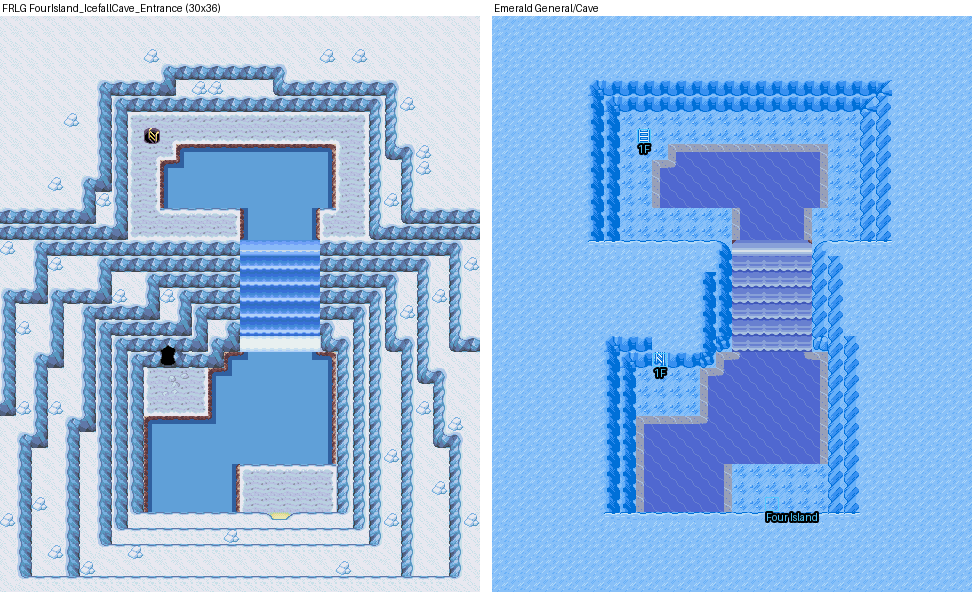 FRLG FourIsland_IcefallCave_Entrance (30x36)
Emerald General/Cave
1F
1F
Four Island